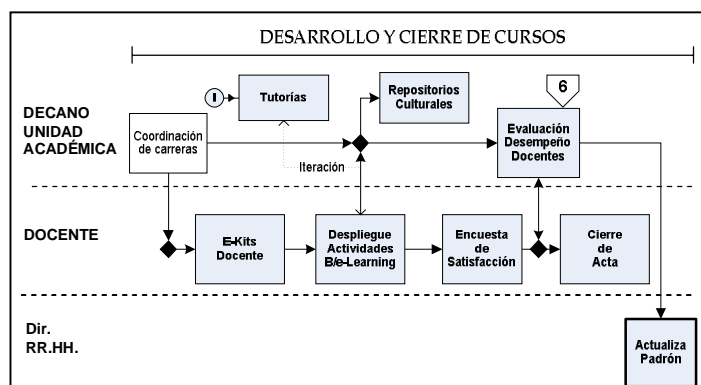 DESARROLLO Y CIERRE DE CURSOS
DECANO
UNIDAD
ACADÉMICA
Coordinación
de carreras
I
Tutorías
Iteración
Repositorios
Culturales
6
Evaluación
Desempeño
Docentes
DOCENTE
E-Kits
Docente
Despliegue
Actividades
B/e-Learning
Encuesta
de
Satisfacción
Cierre
de
Acta
Dir.
RR.HH.
Actualiza
Padrón